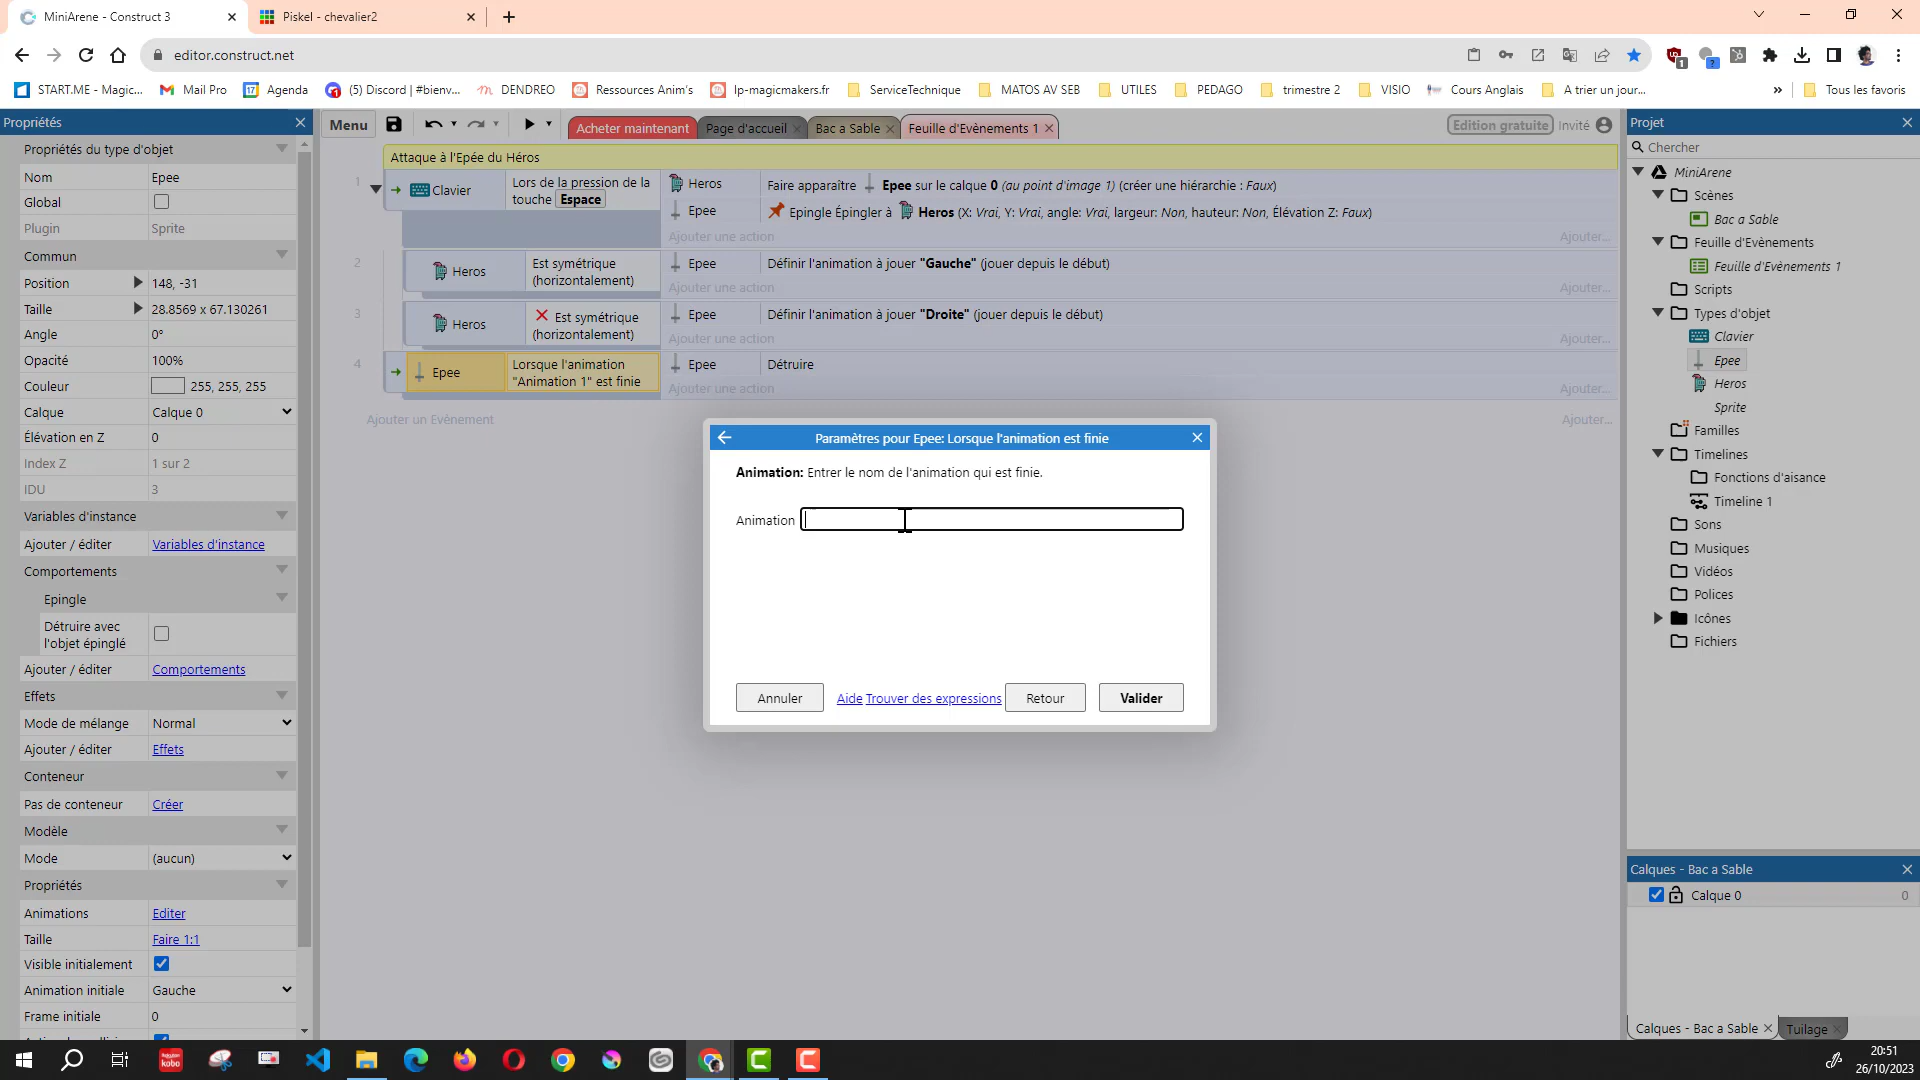 MiniArene - Construct 3
Piskel - chevalier2
editor.construct.net
START.ME - Magic... Mail Pro Agenda (5) Discord | #bienv... DENDREO Ressources Anim's lp-magicmakers.fr ServiceTechnique MATOS AV SEB UTILES PEDAGO trimestre 2 VISIO Cours Anglais A trier un jour... » Tous les favoris
Propriétés
Propriétés du type d'objet
Nom Epee
Global
Plugin Sprite
Commun
Position 148, -31
Taille 28.8569 x 67.130261
Angle 0°
Opacité 100%
Couleur 255, 255, 255
Calque Calque 0
Élévation en Z 0
Index Z 1 sur 2
IDU 3
Variables d'instance
Ajouter / éditer Variables d'instance
Comportements
Epingle
Détruire avec
l'objet épinglé
Ajouter / éditer Comportements
Effets
Mode de mélange Normal
Ajouter / éditer Effets
Conteneur
Pas de conteneur Créer
Modèle
Mode (aucun)
Propriétés
Animations Editer
Taille Faire 1:1
Visible initialement
Animation initiale Gauche
Frame initiale 0
Menu
Acheter maintenant Page d'accueil Bac a Sable Feuille d'Evènements 1
Edition gratuite Invité
Attaque à l'Epée du Héros
1 Clavier Lors de la pression de la
touche Espace
Heros Faire apparaître Epee sur le calque 0 (au point d'image 1) (créer une hiérarchie : Faux)
Epee Epingle Épingler à Heros (X: Vrai, Y: Vrai, angle: Vrai, largeur: Non, hauteur: Non, Élévation Z: Faux)
Ajouter une action Ajouter...
2 Heros Est symétrique
(horizontalement)
Epee Définir l'animation à jouer "Gauche" (jouer depuis le début)
Ajouter une action Ajouter...
3 Heros Est symétrique
(horizontalement)
Epee Définir l'animation à jouer "Droite" (jouer depuis le début)
Ajouter une action Ajouter...
4 Epee Lorsque l'animation
"Animation 1" est finie
Epee Détruire
Ajouter une action Ajouter...
Ajouter un Evénement Ajouter...
Paramètres pour Epee: Lorsque l'animation est finie
Animation: Entrer le nom de l'animation qui est finie.
Animation
Annuler Aide Trouver des expressions Retour Valider
Projet
Chercher
MiniArene
Scènes
Bac a Sable
Feuille d'Evènements
Feuille d'Evènements 1
Scripts
Types d'objet
Clavier
Epee
Heros
Sprite
Familles
Timelines
Fonctions d'aisance
Timeline 1
Sons
Musiques
Vidéos
Polices
Icônes
Fichiers
Calques - Bac a Sable
Calque 0 0
Calques - Bac a Sable Tuilage
20:51
26/10/2023